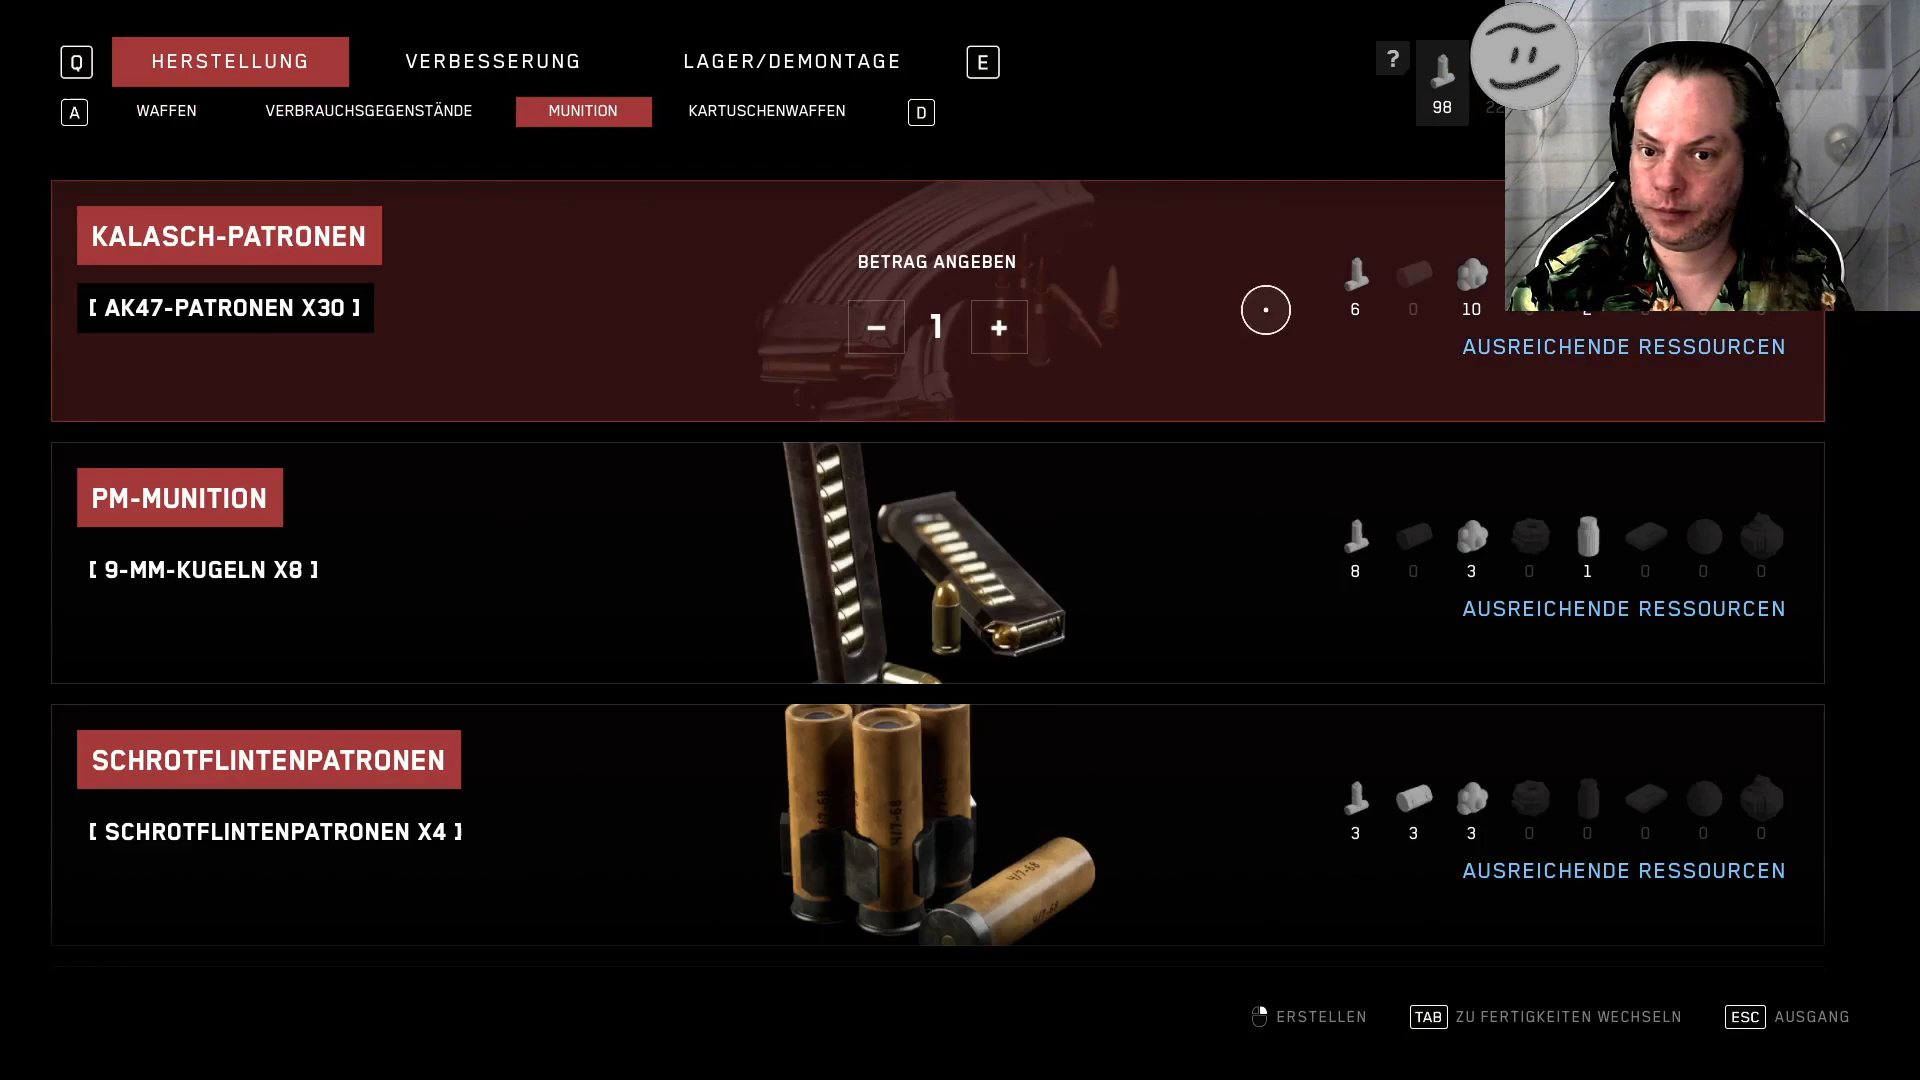 Q HERSTELLUNG VERBESSERUNG LAGER/DEMONTAGE E
A WAFFEN VERBRAUCHSGEGENSTÄNDE MUNITION KARTUSCHENWAFFEN D
?
98
KALASCH-PATRONEN
[ AK47-PATRONEN X30 ]
BETRAG ANGEBEN
− 1 +
6 0 10
AUSREICHENDE RESSOURCEN
PM-MUNITION
[ 9-MM-KUGELN X8 ]
8 0 3 0 1 0 0 0
AUSREICHENDE RESSOURCEN
SCHROTFLINTENPATRONEN
[ SCHROTFLINTENPATRONEN X4 ]
3 3 3 0 0 0 0 0
AUSREICHENDE RESSOURCEN
ERSTELLEN TAB ZU FERTIGKEITEN WECHSELN ESC AUSGANG